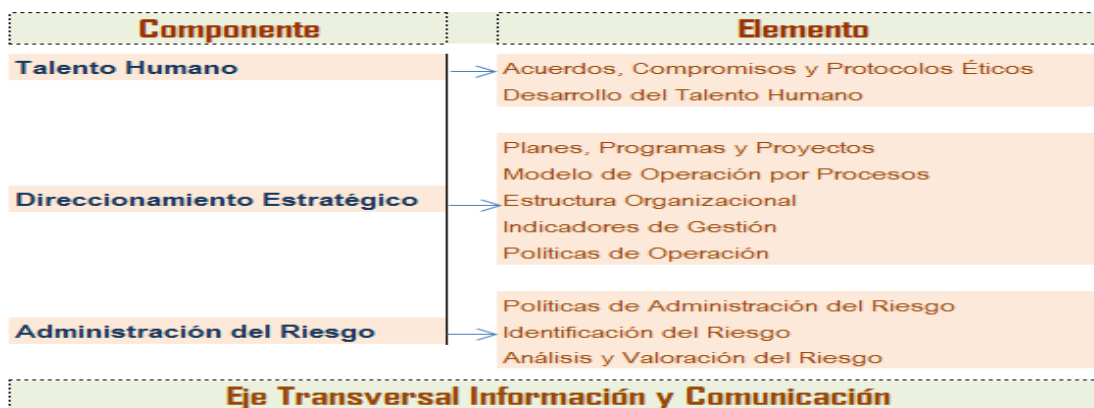 Componente
Elemento
Talento Humano
Acuerdos, Compromisos y Protocolos Éticos
Desarrollo del Talento Humano
Direccionamiento Estratégico
Planes, Programas y Proyectos
Modelo de Operación por Procesos
Estructura Organizacional
Indicadores de Gestión
Políticas de Operación
Administración del Riesgo
Políticas de Administración del Riesgo
Identificación del Riesgo
Análisis y Valoración del Riesgo
Eje Transversal Información y Comunicación